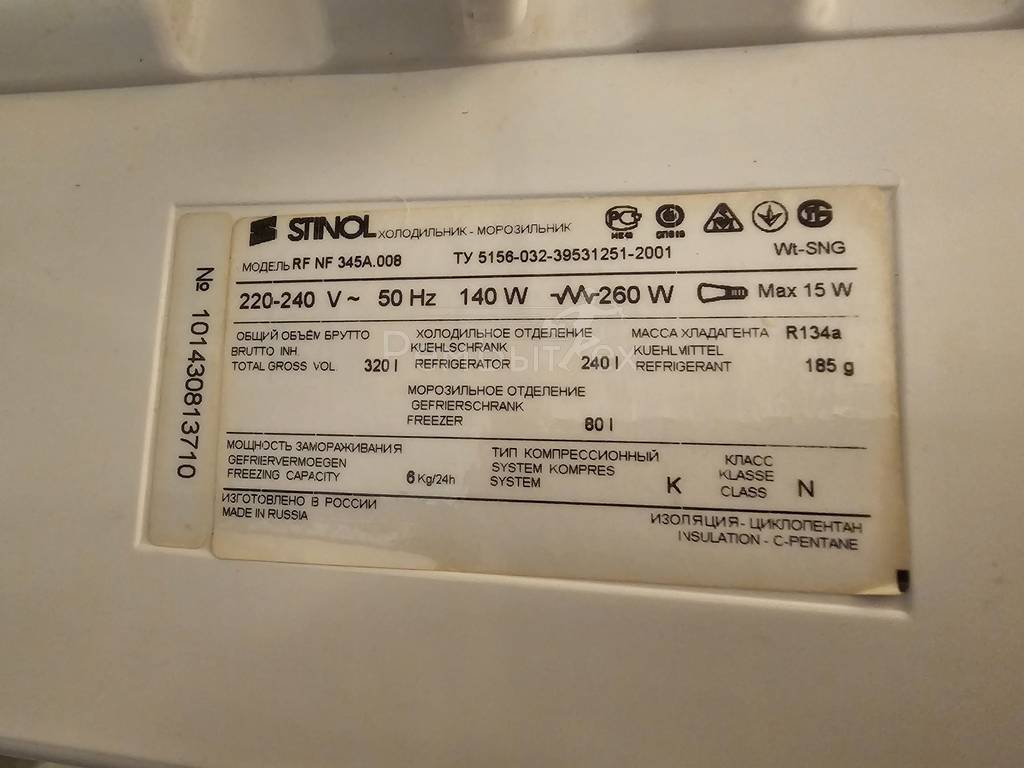 STINOL ХОЛОДИЛЬНИК - МОРОЗИЛЬНИК
МОДЕЛЬ RF NF 345A.008 ТУ 5156-032-39531251-2001 Wt-SNG
220-240 V ~ 50 Hz 140 W 260 W Max 15 W
ОБЩИЙ ОБЪЁМ БРУТТО
BRUTTO INH.
TOTAL GROSS VOL. 320 l
ХОЛОДИЛЬНОЕ ОТДЕЛЕНИЕ
KUEHLSCHRANK
REFRIGERATOR 240 l
МАССА ХЛАДАГЕНТА R134a
KUEHLMITTEL
REFRIGERANT 185 g
МОРОЗИЛЬНОЕ ОТДЕЛЕНИЕ
GEFRIERSCHRANK
FREEZER 80 l
МОЩНОСТЬ ЗАМОРАЖИВАНИЯ
GEFRIERVERMOEGEN
FREEZING CAPACITY 6 Kg/24h
ТИП КОМПРЕССИОННЫЙ
SYSTEM KOMPRES
SYSTEM K
КЛАСС
KLASSE
CLASS N
ИЗГОТОВЛЕНО В РОССИИ
MADE IN RUSSIA
ИЗОЛЯЦИЯ- ЦИКЛОПЕНТАН
INSULATION - C-PENTANE
№ 101430813710